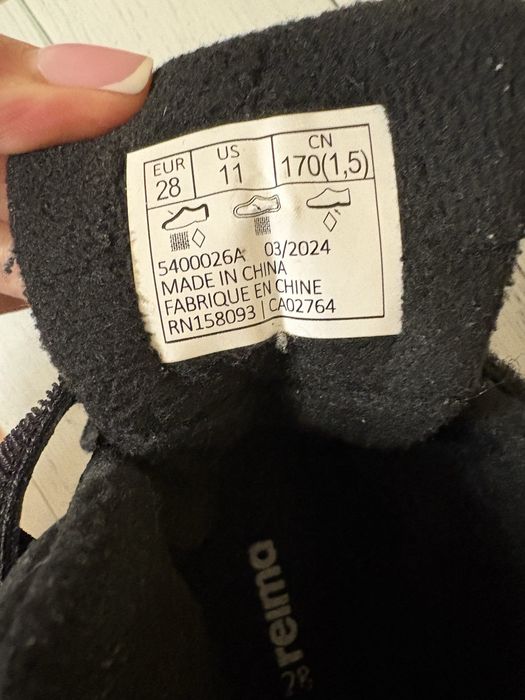 EUR US CN
28 11 170(1,5)
5400026A 03/2024
MADE IN CHINA
FABRIQUE EN CHINE
RN158093 | CA02764
reima
28